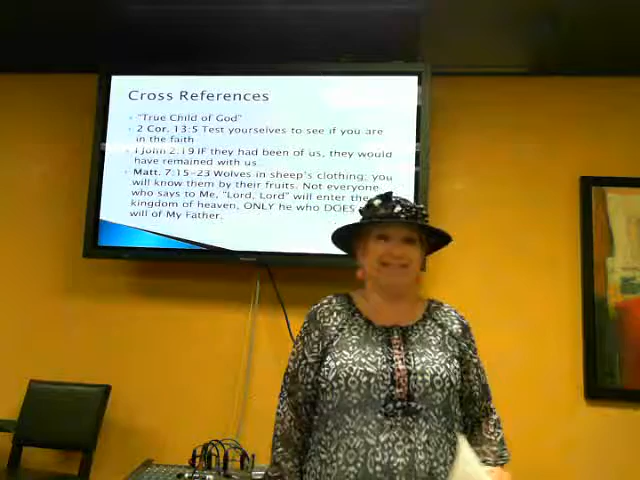 Cross References
"True Child of God"
2 Cor. 13:5 Test yourselves to see if you are
in the faith
I John 2:19 IF they had been of us, they would
have remained with us.
Matt. 7:15-23 Wolves in sheep's clothing; you
will know them by their fruits. Not everyone
who says to Me, "Lord, Lord" will enter the
kingdom of heaven, ONLY he who DOES
will of My Father.